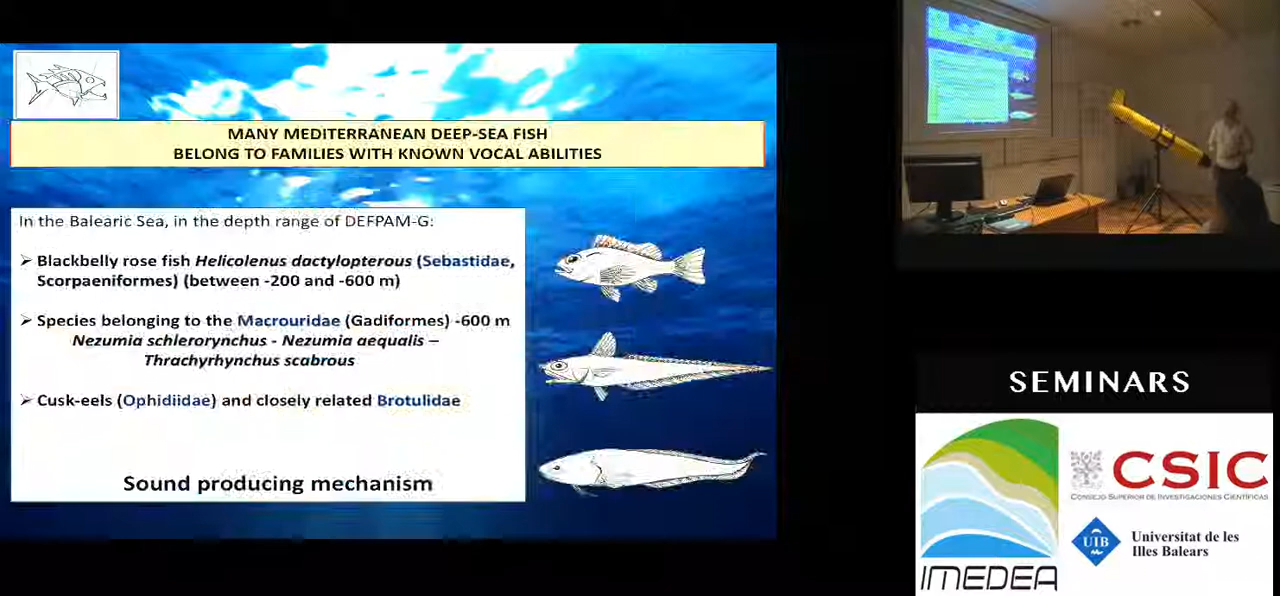 MANY MEDITERRANEAN DEEP-SEA FISH
BELONG TO FAMILIES WITH KNOWN VOCAL ABILITIES
In the Balearic Sea, in the depth range of DEFPAM-G:
➢ Blackbelly rose fish Helicolenus dactylopterous (Sebastidae,
Scorpaeniformes) (between -200 and -600 m)
➢ Species belonging to the Macrouridae (Gadiformes) -600 m
Nezumia schlerorynchus - Nezumia aequalis –
Thrachyrhynchus scabrous
➢ Cusk-eels (Ophidiidae) and closely related Brotulidae
Sound producing mechanism
SEMINARS
IMEDEA
CSIC
CONSEJO SUPERIOR DE INVESTIGACIONES CIENTÍFICAS
UIB
Universitat de les
Illes Balears